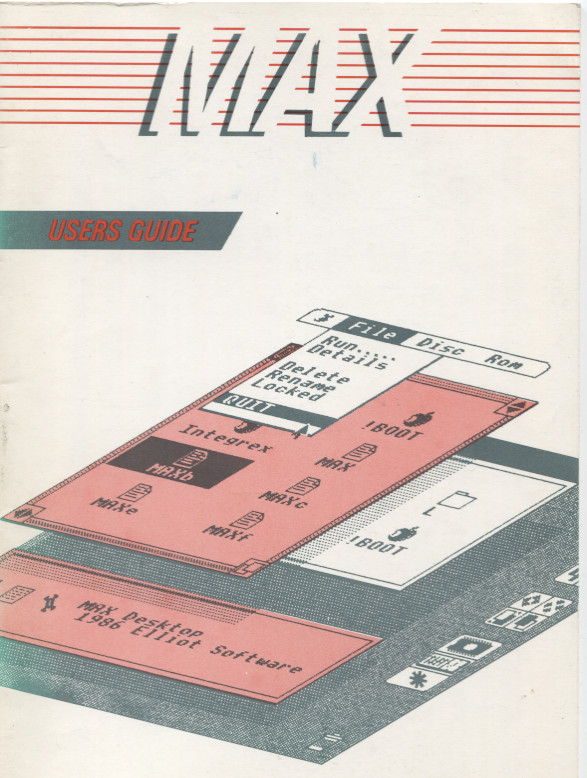 MAX
USERS GUIDE
File Disc Rom
Run.....
Details
Delete
Rename
Locked
QUIT
Integrex
!BOOT
MAXb
MAX
MAXe
MAXc
MAXf
L
!BOOT
MAX Desktop
1986 Elliot Software